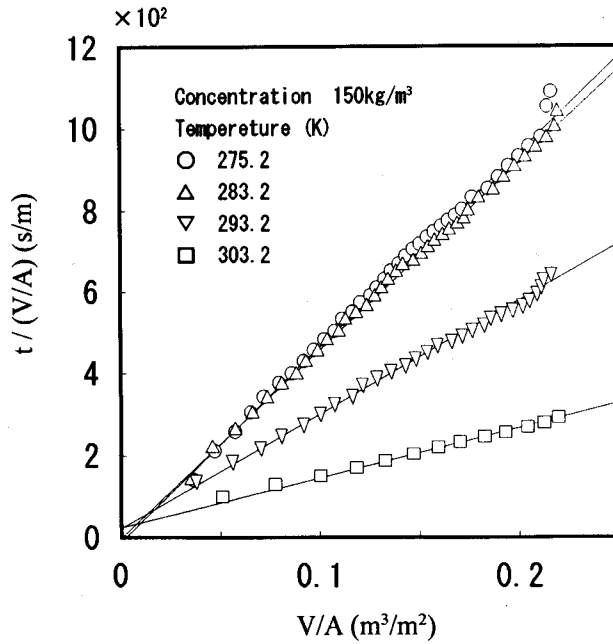 ×10²
12
10
8
6
4
2
0
t / (V/A) (s/m)
Concentration 150kg/m³
Tempereture (K)
○ 275.2
△ 283.2
▽ 293.2
□ 303.2
0 0.1 0.2
V/A (m³/m²)